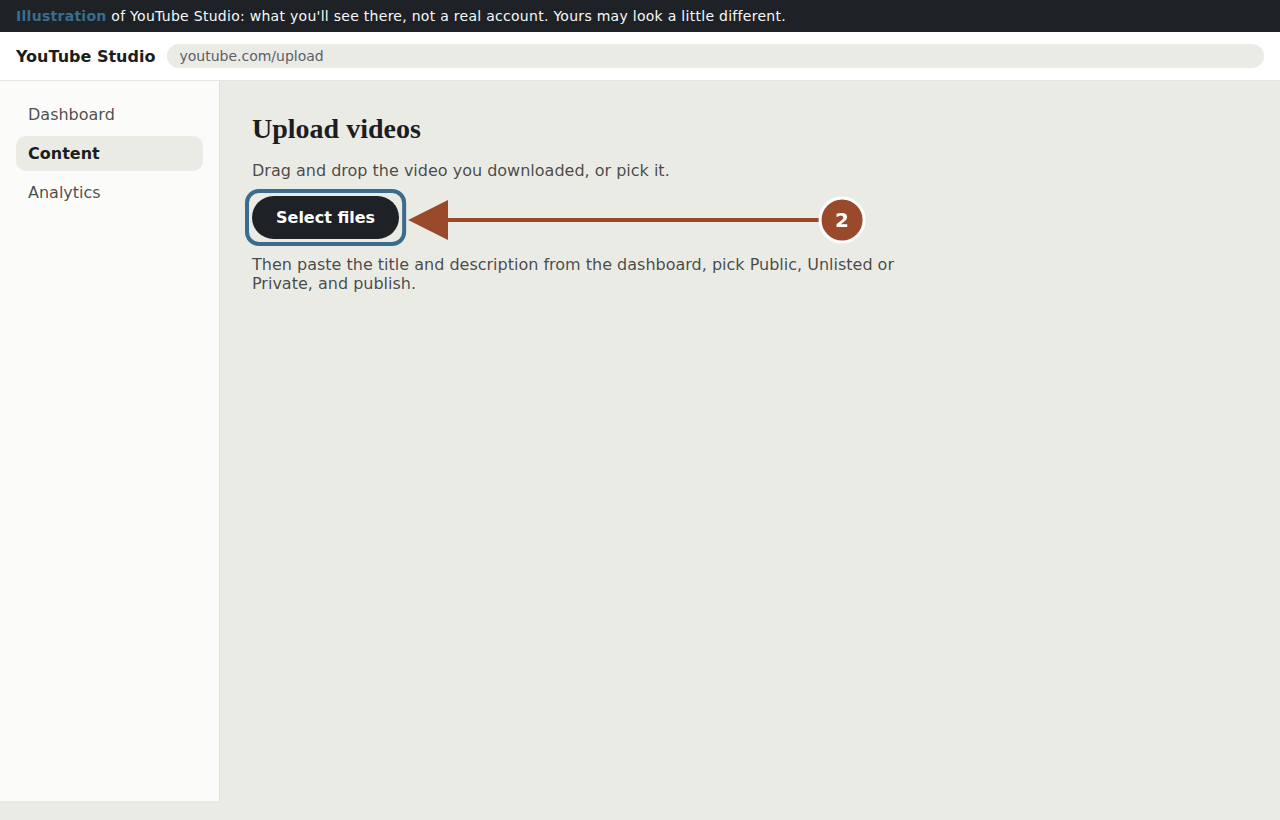 Illustration of YouTube Studio: what you'll see there, not a real account. Yours may look a little different.
YouTube Studio youtube.com/upload
Dashboard
Content
Analytics
Upload videos
Drag and drop the video you downloaded, or pick it.
Select files
2
Then paste the title and description from the dashboard, pick Public, Unlisted or
Private, and publish.